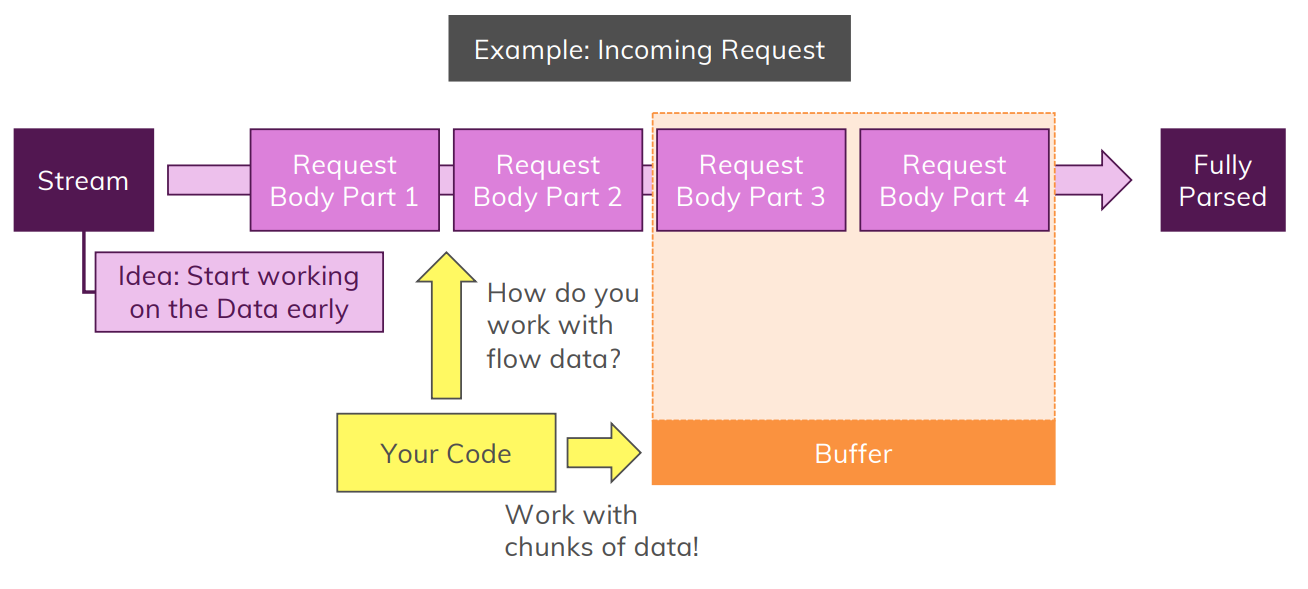 Example: Incoming Request
Stream
Request
Body Part 1
Request
Body Part 2
Request
Body Part 3
Request
Body Part 4
Fully
Parsed
Idea: Start working
on the Data early
How do you
work with
flow data?
Your Code
Buffer
Work with
chunks of data!